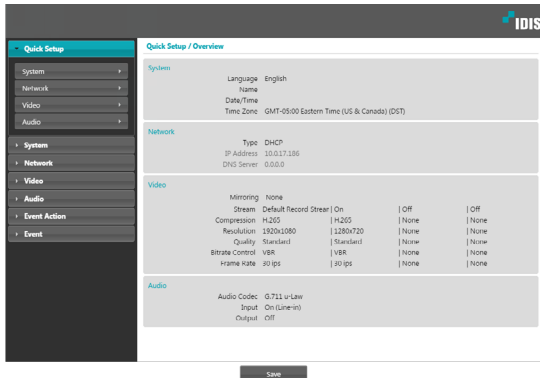 IDIS
Quick Setup
System
Network
Video
Audio
System
Network
Video
Audio
Event Action
Event
Quick Setup / Overview
System
Language English
Name
Date/Time
Time Zone GMT-05:00 Eastern Time (US & Canada) (DST)
Network
Type DHCP
IP Address 10.0.17.186
DNS Server 0.0.0.0
Video
Mirroring None
Stream Default Record Strear | On | Off | Off
Compression H.265 | H.265 | None | None
Resolution 1920x1080 | 1280x720 | None | None
Quality Standard | Standard | None | None
Bitrate Control VBR | VBR | None | None
Frame Rate 30 ips | 30 ips | None | None
Audio
Audio Codec G.711 u-Law
Input On (Line-in)
Output Off
Save